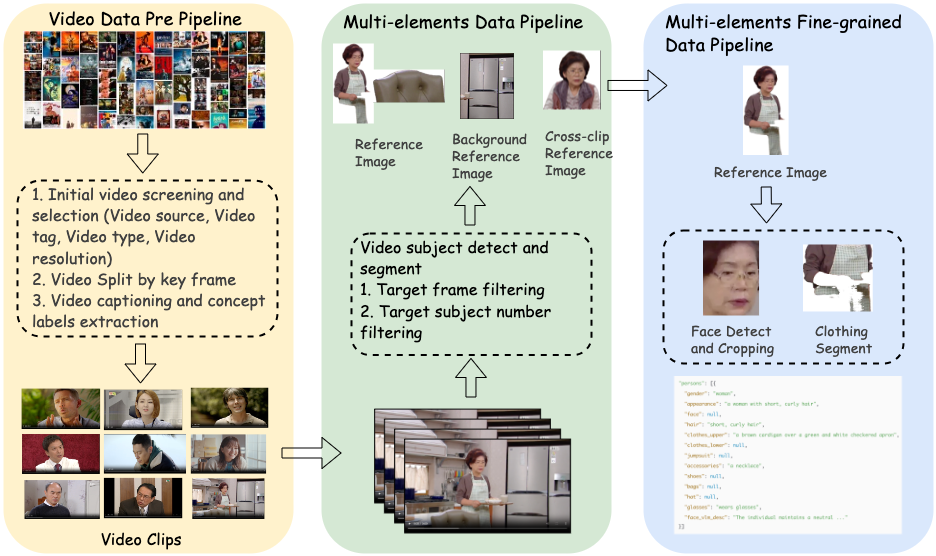 Video Data Pre Pipeline
1. Initial video screening and
selection (Video source, Video
tag, Video type, Video
resolution)
2. Video Split by key frame
3. Video captioning and concept
labels extraction
Video Clips
Multi-elements Data Pipeline
Reference
Image
Background
Reference
Image
Cross-clip
Reference
Image
Video subject detect and
segment
1. Target frame filtering
2. Target subject number
filtering
Multi-elements Fine-grained
Data Pipeline
Reference Image
Face Detect
and Cropping
Clothing
Segment
"persons": [{
"gender": "woman",
"appearance": "a woman with short, curly hair",
"face": null,
"hair": "short, curly hair",
"clothes_upper": "a brown cardigan over a green and white checkered apron",
"clothes_lower": null,
"jumpsuit": null,
"accessories": "a necklace",
"shoes": null,
"bags": null,
"hat": null,
"glasses": "wears glasses",
"face_vlm_desc": "The individual maintains a neutral ..."
}]